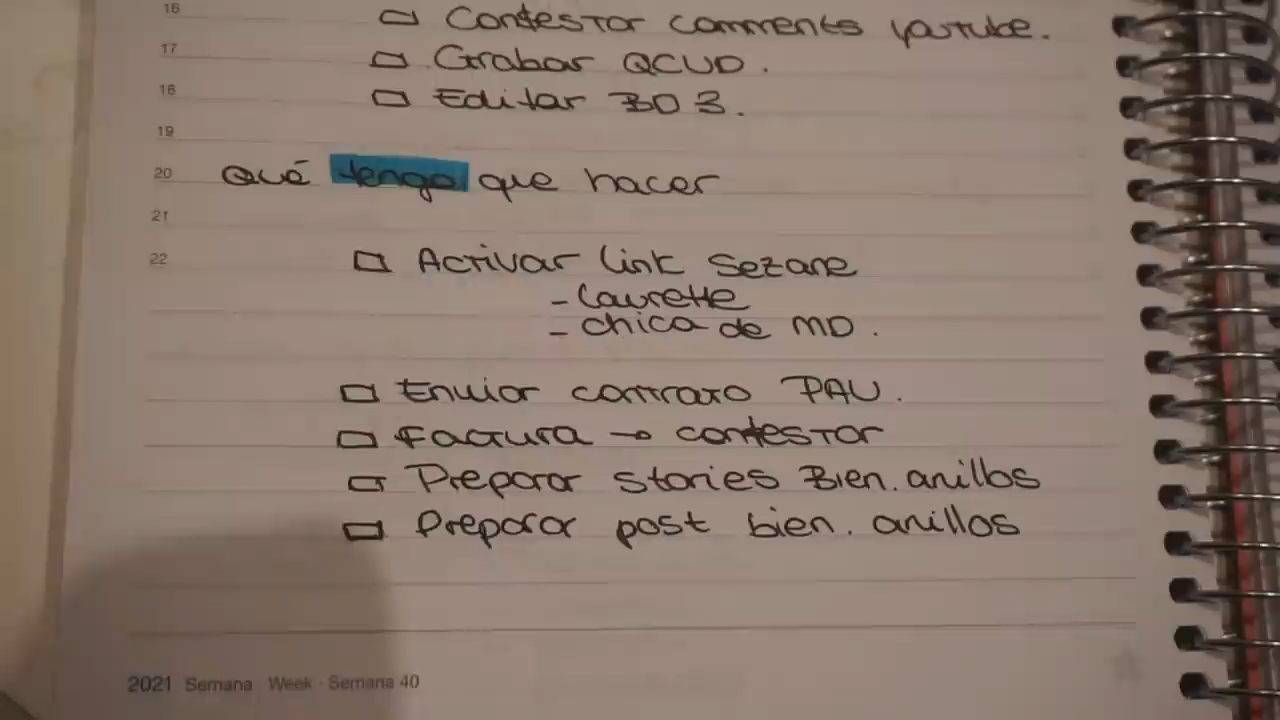 16 □ Contestar comments youtube.
17 □ Grabar QCUD.
18 □ Editar BD 3.
19
20 Qué tengo que hacer
21
22 □ Activar link Sezane
- Laurette
- chica de MD.
□ Enviar contrato PAU.
□ Factura → contestar
□ Preparar stories Bien. anillos
□ Preparar post bien. anillos
2021 Semana · Week · Semana 40